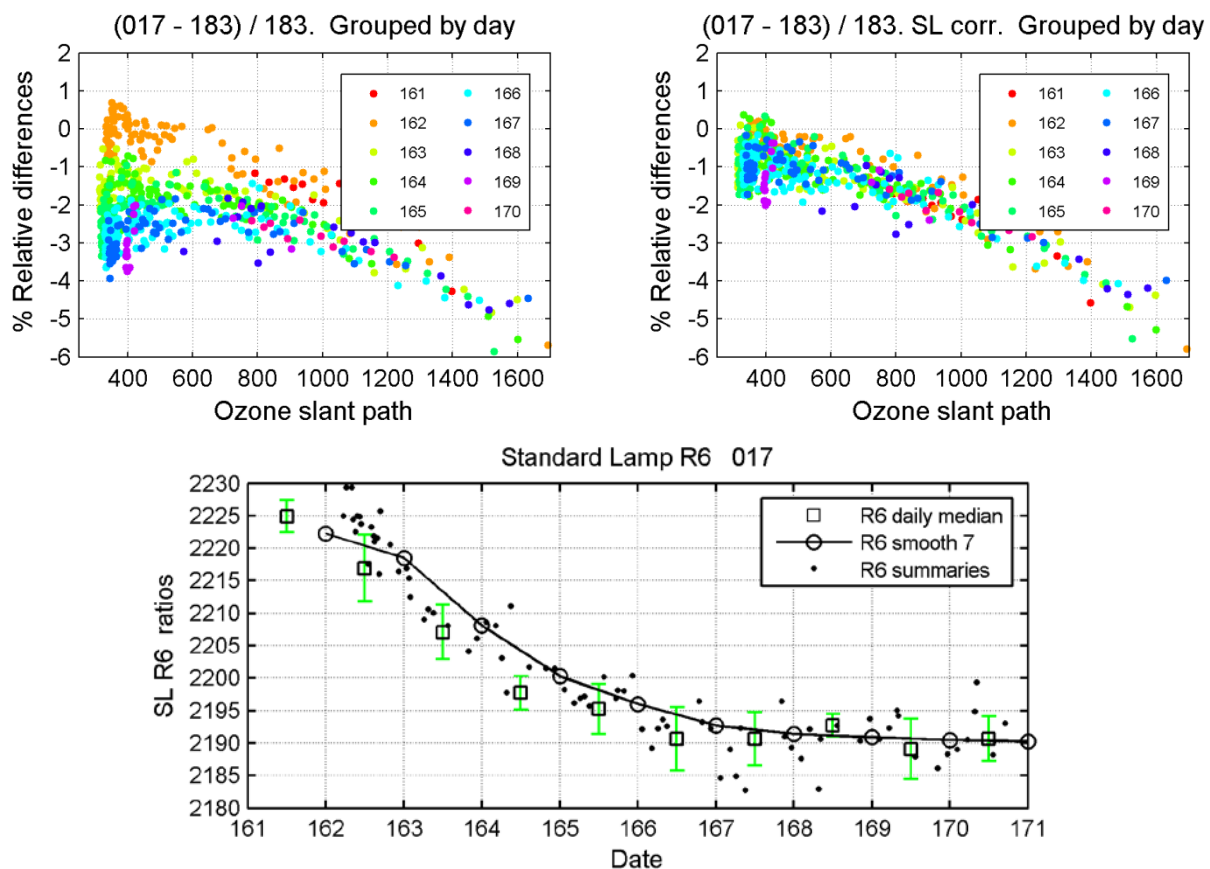 (017 - 183) / 183.  Grouped by day
2
1
0
-1
-2
-3
-4
-5
-6
% Relative differences
161 166
162 167
163 168
164 169
165 170
400 600 800 1000 1200 1400 1600
Ozone slant path
(017 - 183) / 183. SL corr.  Grouped by day
2
1
0
-1
-2
-3
-4
-5
-6
% Relative differences
161 166
162 167
163 168
164 169
165 170
400 600 800 1000 1200 1400 1600
Ozone slant path
Standard Lamp R6   017
2230
2225
2220
2215
2210
2205
2200
2195
2190
2185
2180
SL R6  ratios
R6 daily median
R6 smooth 7
R6 summaries
161 162 163 164 165 166 167 168 169 170 171
Date